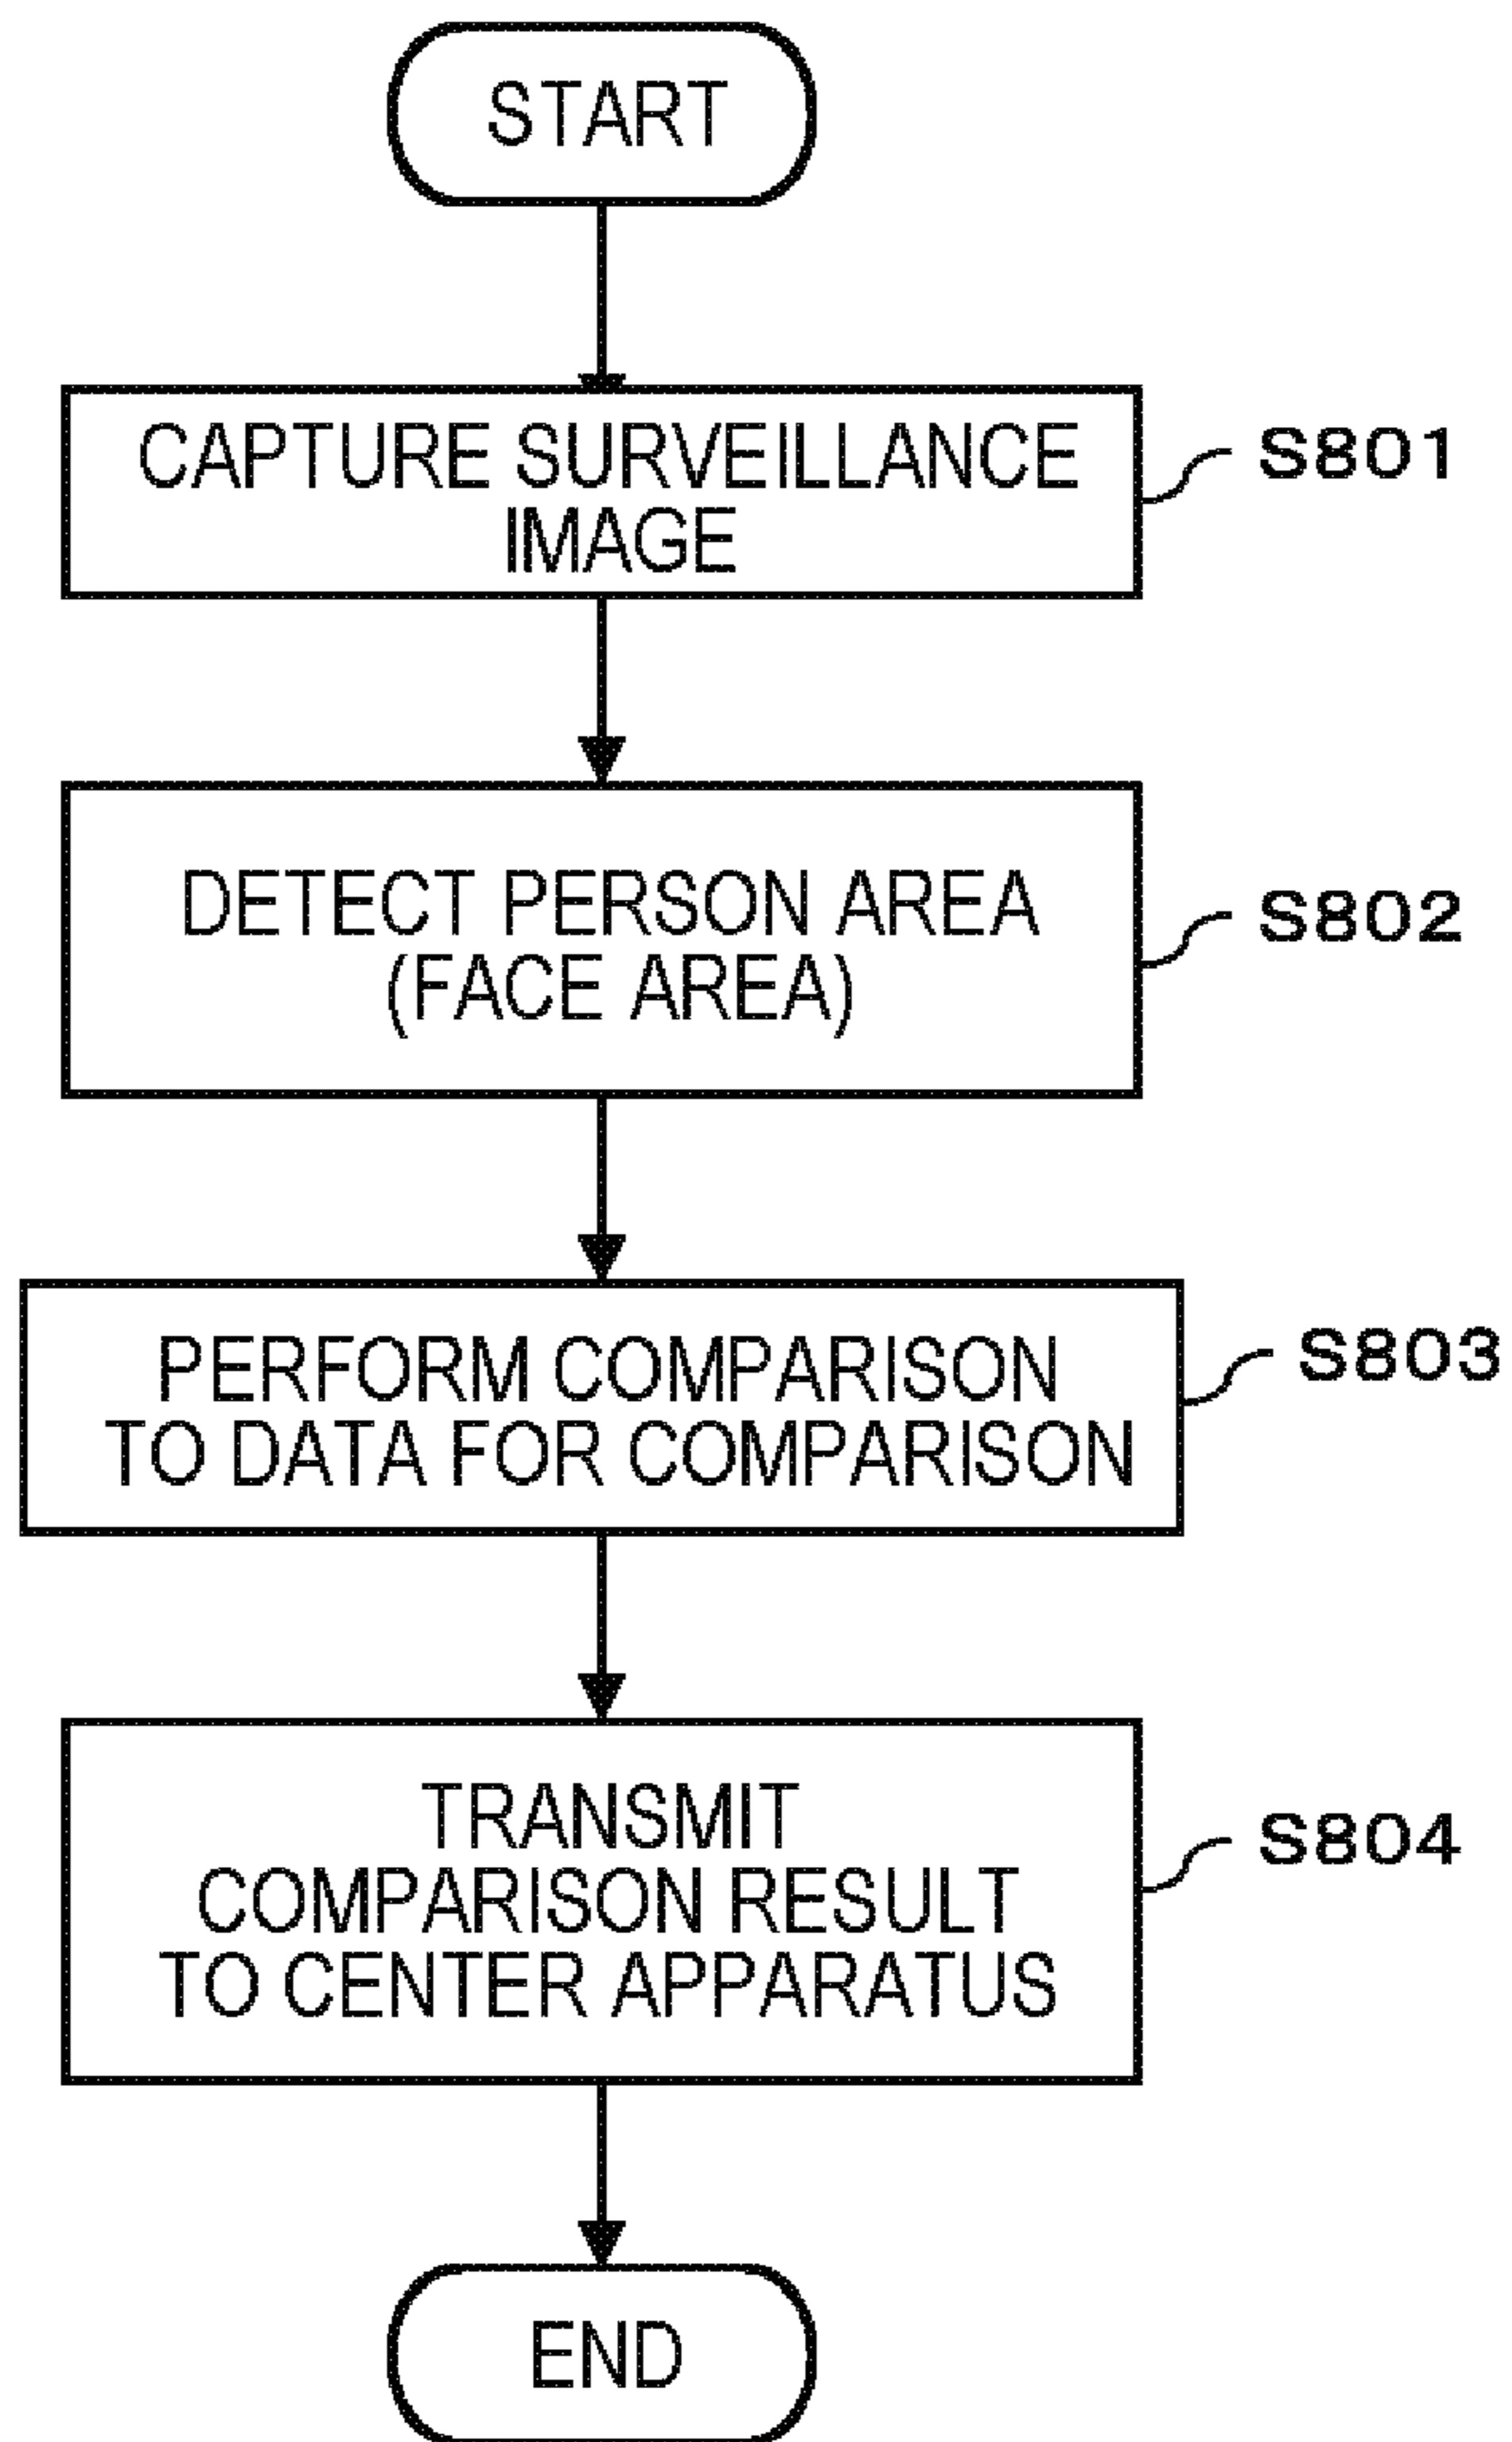 START
CAPTURE SURVEILLANCE
IMAGE
S801
DETECT PERSON AREA
(FACE AREA)
S802
PERFORM COMPARISON
TO DATA FOR COMPARISON
S803
TRANSMIT
COMPARISON RESULT
TO CENTER APPARATUS
S804
END